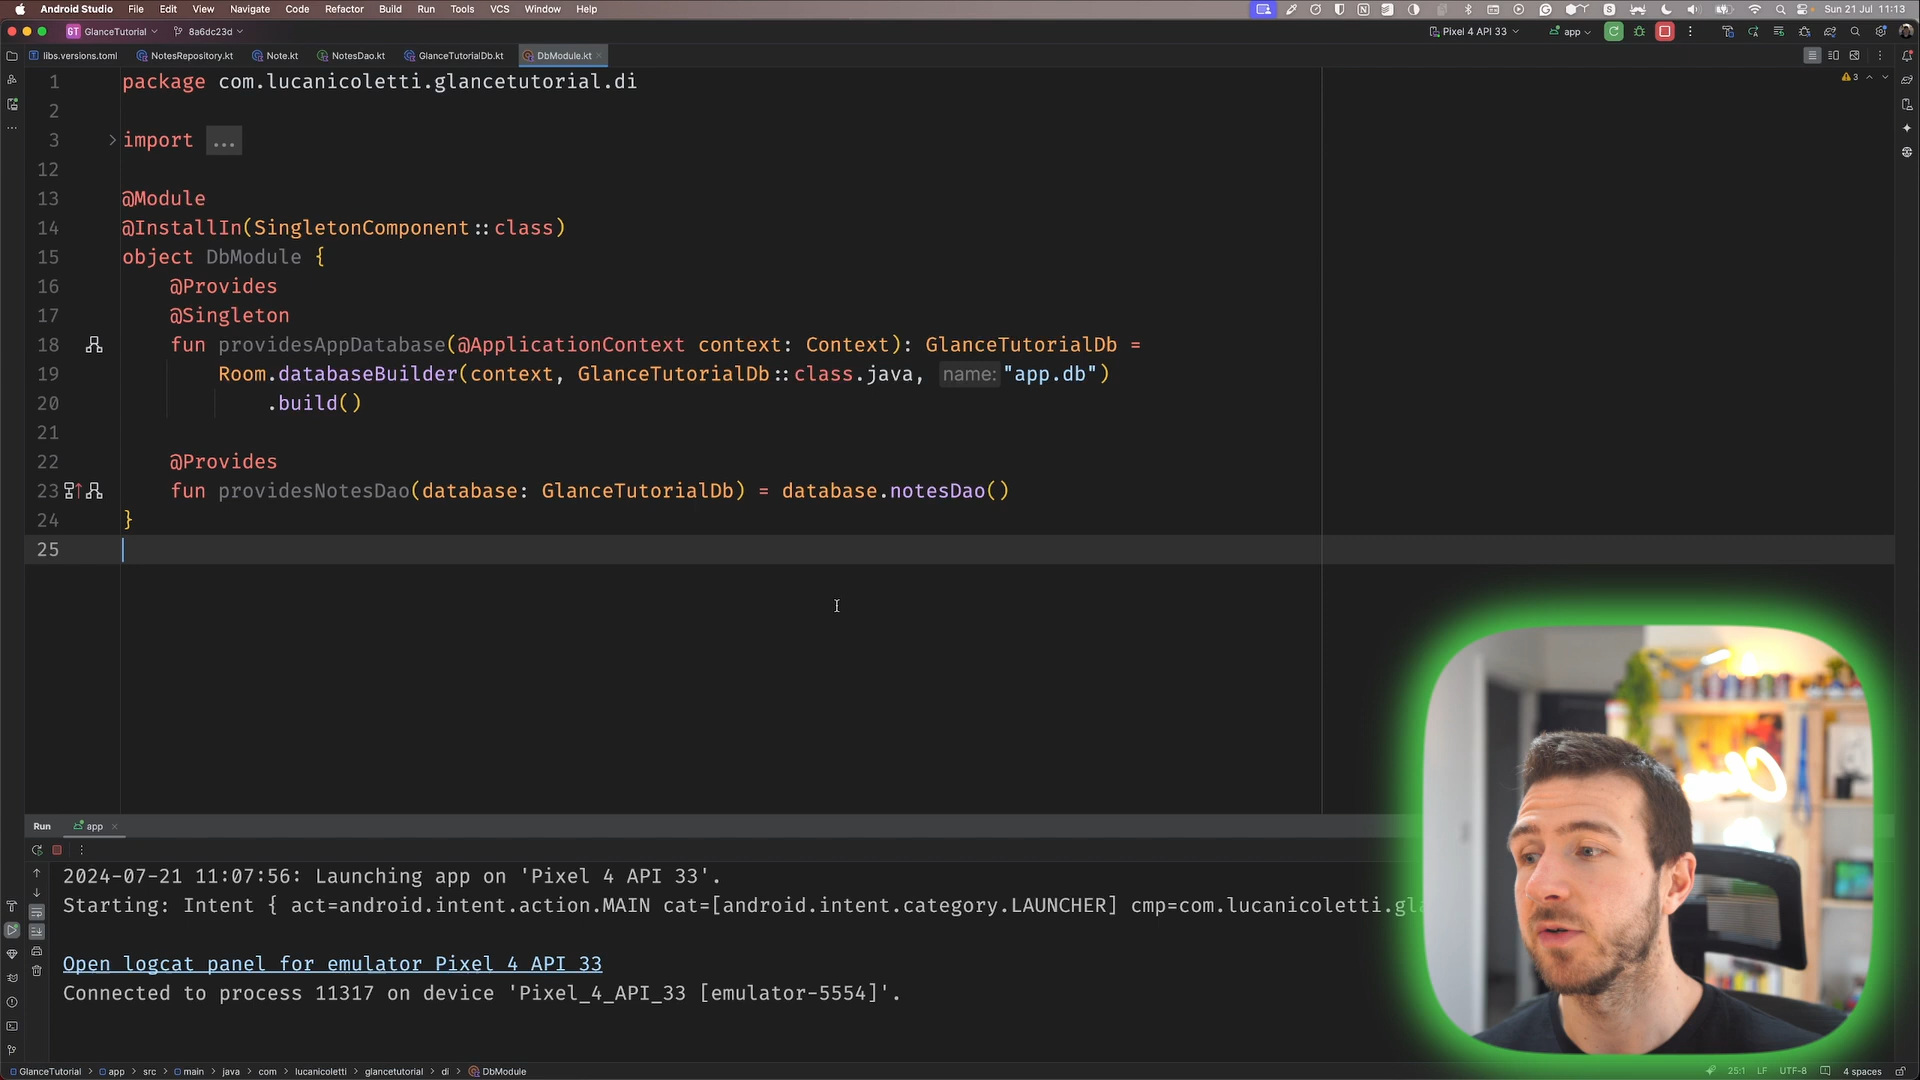 Android Studio File Edit View Navigate Code Refactor Build Run Tools VCS Window Help Sun 21 Jul 11:13
GT GlanceTutorial 8a6dc23d Pixel 4 API 33 app
libs.versions.toml NotesRepository.kt Note.kt NotesDao.kt GlanceTutorialDb.kt DbModule.kt
1 package com.lucanicoletti.glancetutorial.di 3
2
3 import ...
12
13 @Module
14 @InstallIn(SingletonComponent::class)
15 object DbModule {
16 @Provides
17 @Singleton
18 fun providesAppDatabase(@ApplicationContext context: Context): GlanceTutorialDb =
19 Room.databaseBuilder(context, GlanceTutorialDb::class.java, name: "app.db")
20 .build()
21
22 @Provides
23 fun providesNotesDao(database: GlanceTutorialDb) = database.notesDao()
24 }
25
Run app
2024-07-21 11:07:56: Launching app on 'Pixel 4 API 33'.
Starting: Intent { act=android.intent.action.MAIN cat=[android.intent.category.LAUNCHER] cmp=com.lucanicoletti.gl
Open logcat panel for emulator Pixel 4 API 33
Connected to process 11317 on device 'Pixel_4_API_33 [emulator-5554]'.
GlanceTutorial app src main java com lucanicoletti glancetutorial di DbModule 25:1 LF UTF-8 4 spaces